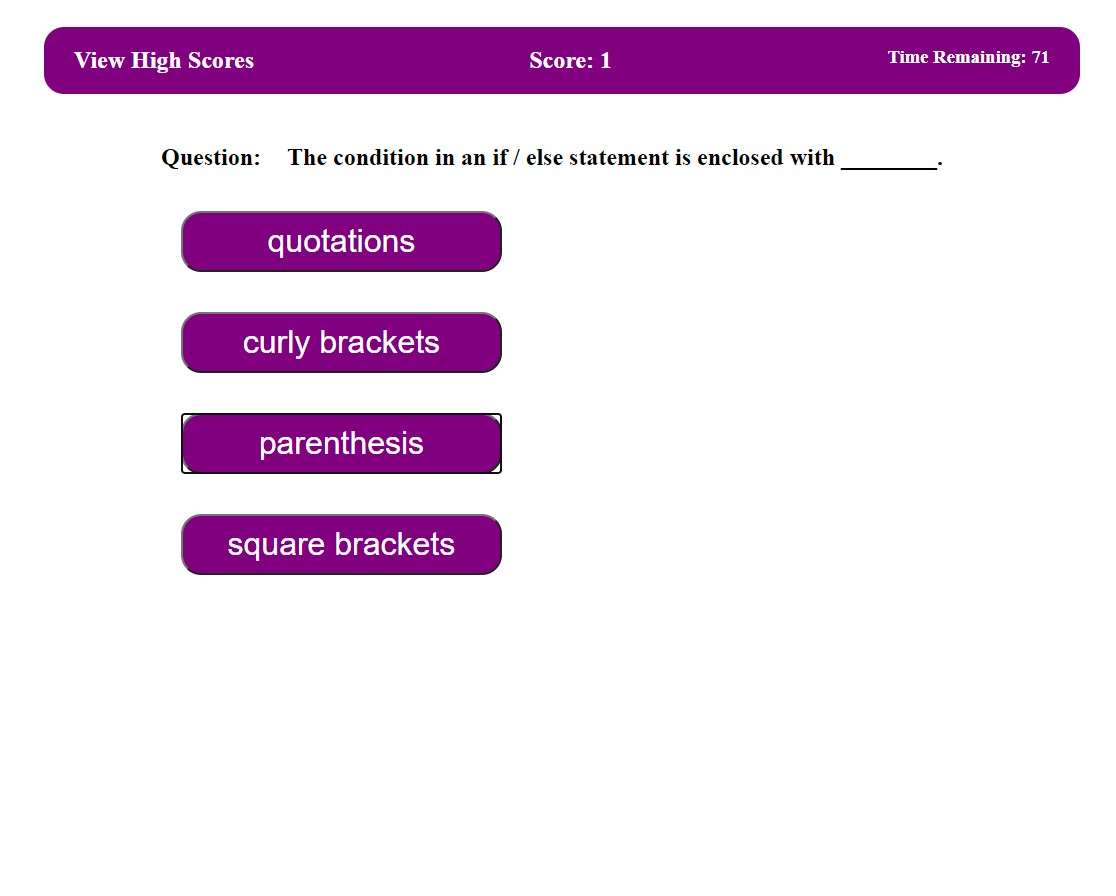 View High Scores Score: 1 Time Remaining: 71
Question: The condition in an if / else statement is enclosed with ________.
quotations
curly brackets
parenthesis
square brackets